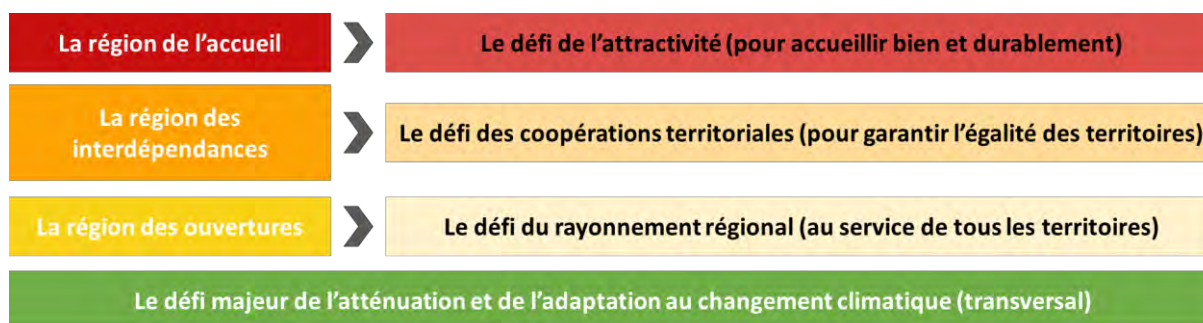 La région de l'accueil
Le défi de l'attractivité (pour accueillir bien et durablement)
La région des
interdépendances
Le défi des coopérations territoriales (pour garantir l'égalité des territoires)
La région des ouvertures
Le défi du rayonnement régional (au service de tous les territoires)
Le défi majeur de l'atténuation et de l'adaptation au changement climatique (transversal)